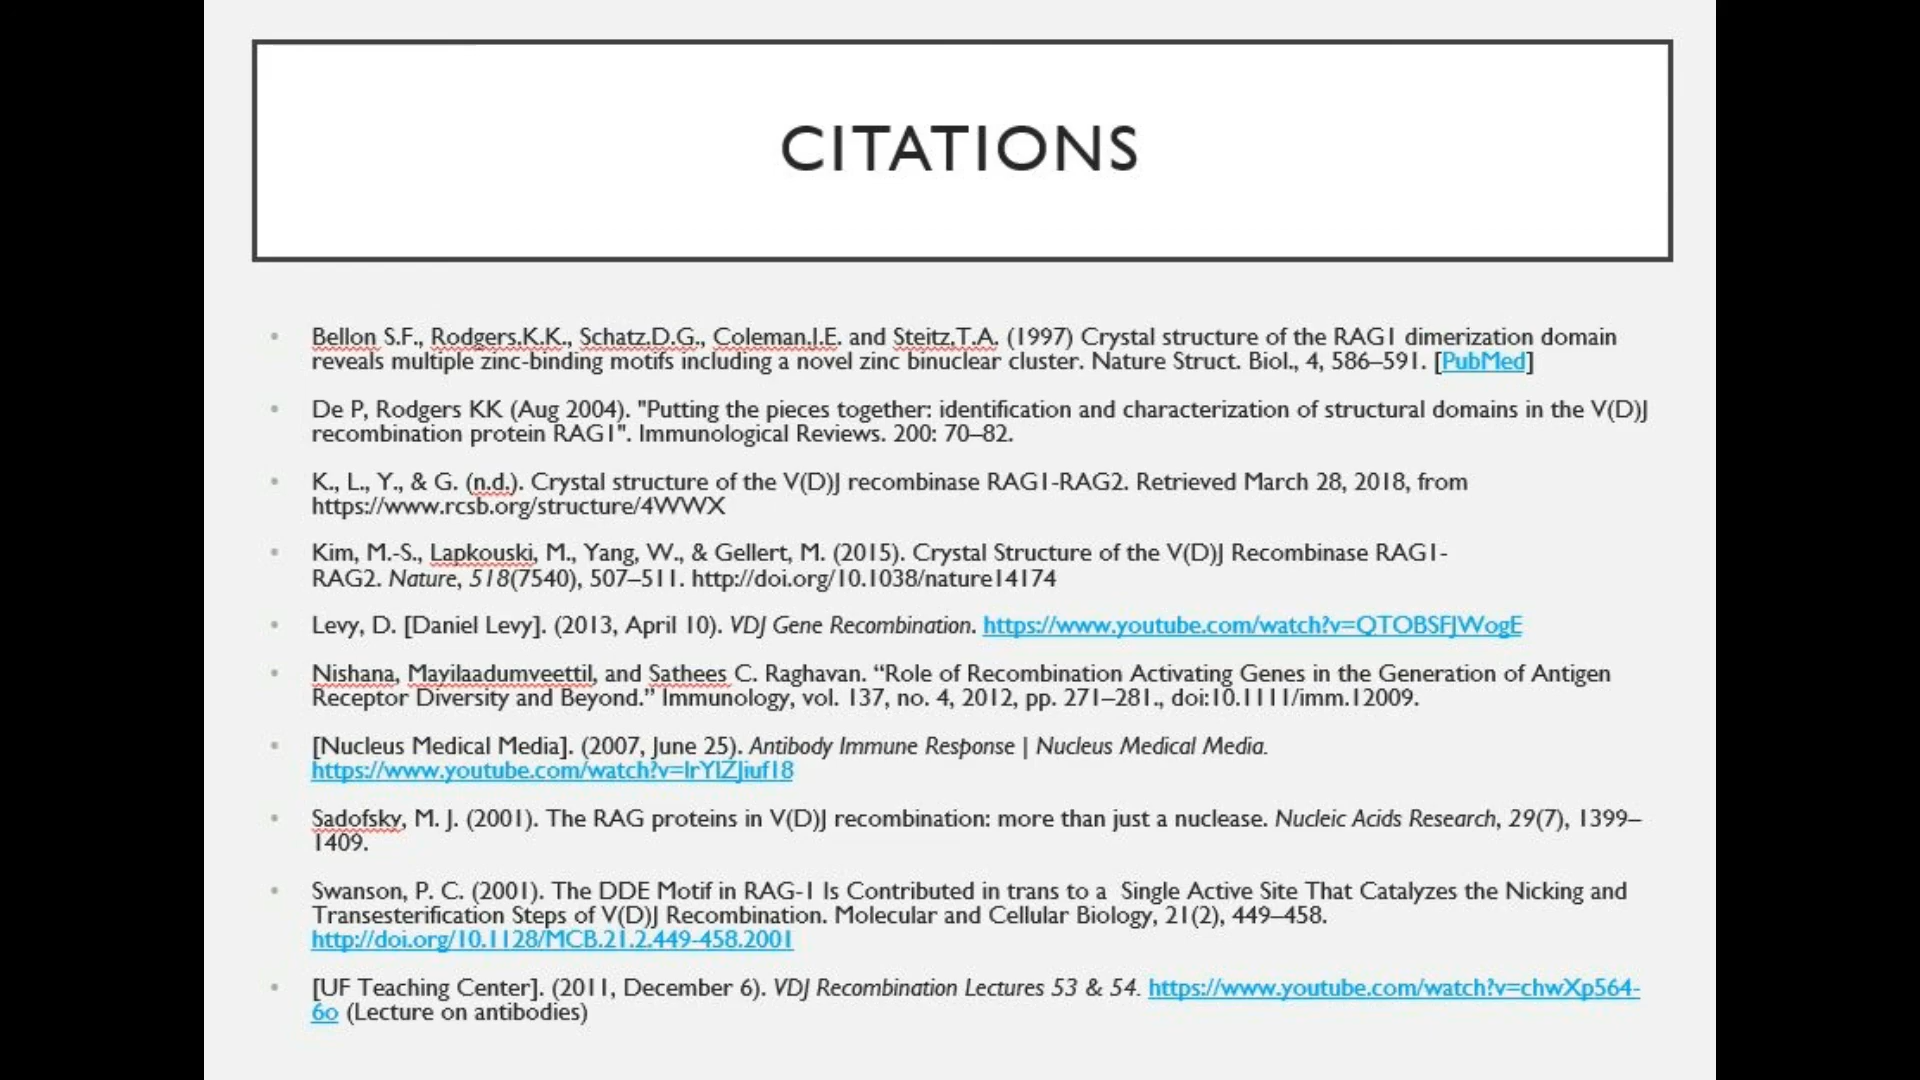 CITATIONS
• Bellon S.F., Rodgers,K.K., Schatz,D.G., Coleman,J.E. and Steitz,T.A. (1997) Crystal structure of the RAG1 dimerization domain
reveals multiple zinc-binding motifs including a novel zinc binuclear cluster. Nature Struct. Biol., 4, 586–591. [PubMed]
• De P, Rodgers KK (Aug 2004). "Putting the pieces together: identification and characterization of structural domains in the V(D)J
recombination protein RAG1". Immunological Reviews. 200: 70–82.
• K., L., Y., & G. (n.d.). Crystal structure of the V(D)J recombinase RAG1-RAG2. Retrieved March 28, 2018, from
https://www.rcsb.org/structure/4WWX
• Kim, M.-S., Lapkouski, M., Yang, W., & Gellert, M. (2015). Crystal Structure of the V(D)J Recombinase RAG1-
RAG2. Nature, 518(7540), 507–511. http://doi.org/10.1038/nature14174
• Levy, D. [Daniel Levy]. (2013, April 10). VDJ Gene Recombination. https://www.youtube.com/watch?v=QTOBSFJWogE
• Nishana, Mayilaadumveettil, and Sathees C. Raghavan. “Role of Recombination Activating Genes in the Generation of Antigen
Receptor Diversity and Beyond.” Immunology, vol. 137, no. 4, 2012, pp. 271–281., doi:10.1111/imm.12009.
• [Nucleus Medical Media]. (2007, June 25). Antibody Immune Response | Nucleus Medical Media.
https://www.youtube.com/watch?v=lrYlZJiuf18
• Sadofsky, M. J. (2001). The RAG proteins in V(D)J recombination: more than just a nuclease. Nucleic Acids Research, 29(7), 1399–
1409.
• Swanson, P. C. (2001). The DDE Motif in RAG-1 Is Contributed in trans to a  Single Active Site That Catalyzes the Nicking and
Transesterification Steps of V(D)J Recombination. Molecular and Cellular Biology, 21(2), 449–458.
http://doi.org/10.1128/MCB.21.2.449-458.2001
• [UF Teaching Center]. (2011, December 6). VDJ Recombination Lectures 53 & 54. https://www.youtube.com/watch?v=chwXp564-
6o (Lecture on antibodies)